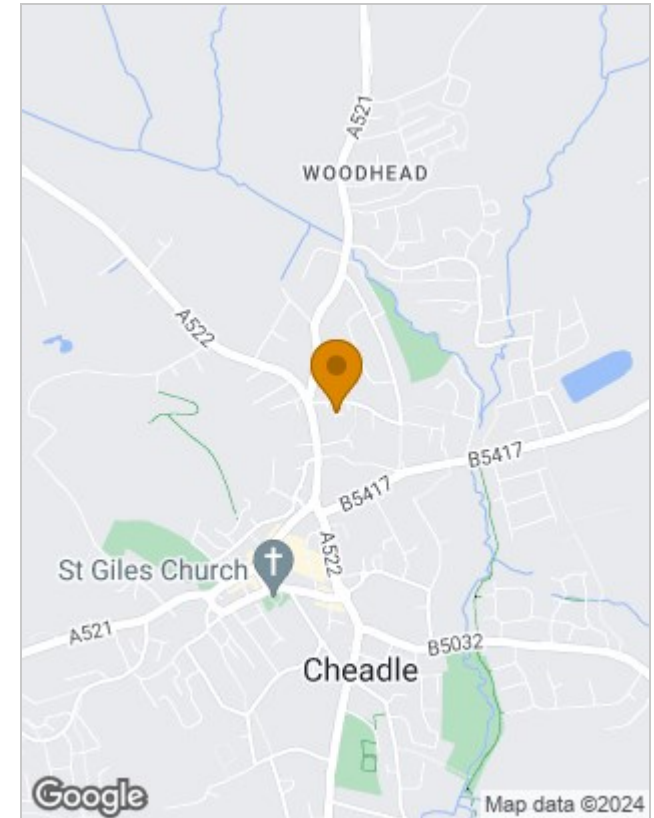 A521
WOODHEAD
A522
B5417
B5417
A522
St Giles Church
A521
B5032
Cheadle
Google
Map data ©2024